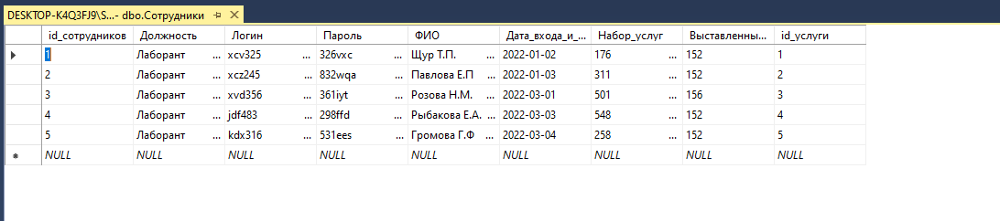 DESKTOP-K4Q3FJ9\S...- dbo.Сотрудники
id_сотрудников Должность Логин Пароль ФИО Дата_входа_и_... Набор_услуг Выставленны... id_услуги
1 Лаборант ... xcv325 ... 326vxc ... Щур Т.П. ... 2022-01-02 176 ... 152 1
2 Лаборант ... xcz245 ... 832wqa ... Павлова Е.П ... 2022-01-03 311 ... 152 2
3 Лаборант ... xvd356 ... 361iyt ... Розова Н.М. ... 2022-03-01 501 ... 156 3
4 Лаборант ... jdf483 ... 298ffd ... Рыбакова Е.А. ... 2022-03-03 548 ... 152 4
5 Лаборант ... kdx316 ... 531ees ... Громова Г.Ф ... 2022-03-04 258 ... 152 5
NULL NULL NULL NULL NULL NULL NULL NULL NULL